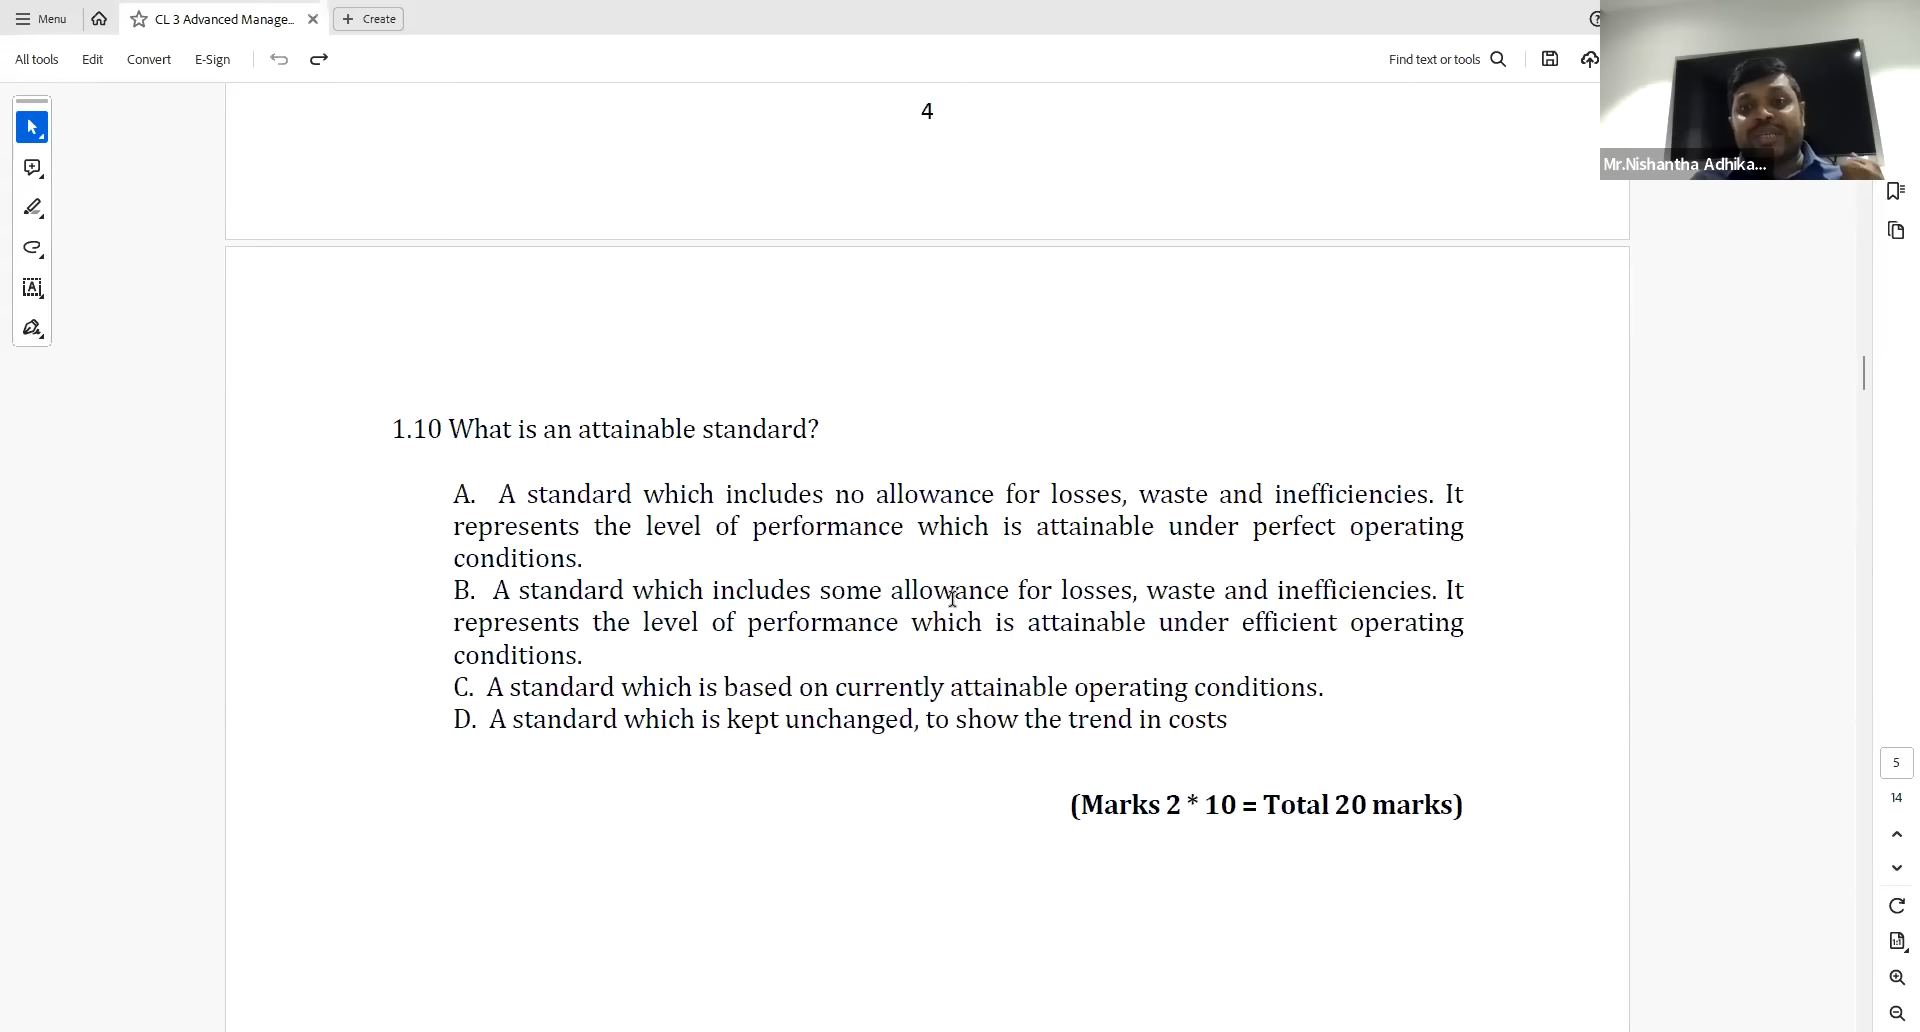 Menu
CL 3 Advanced Manage...
Create
All tools
Edit
Convert
E-Sign
Find text or tools
Mr.Nishantha Adhika...
4
1.10 What is an attainable standard?
A. A standard which includes no allowance for losses, waste and inefficiencies. It
represents the level of performance which is attainable under perfect operating
conditions.
B. A standard which includes some allowance for losses, waste and inefficiencies. It
represents the level of performance which is attainable under efficient operating
conditions.
C. A standard which is based on currently attainable operating conditions.
D. A standard which is kept unchanged, to show the trend in costs
(Marks 2 * 10 = Total 20 marks)
5
14